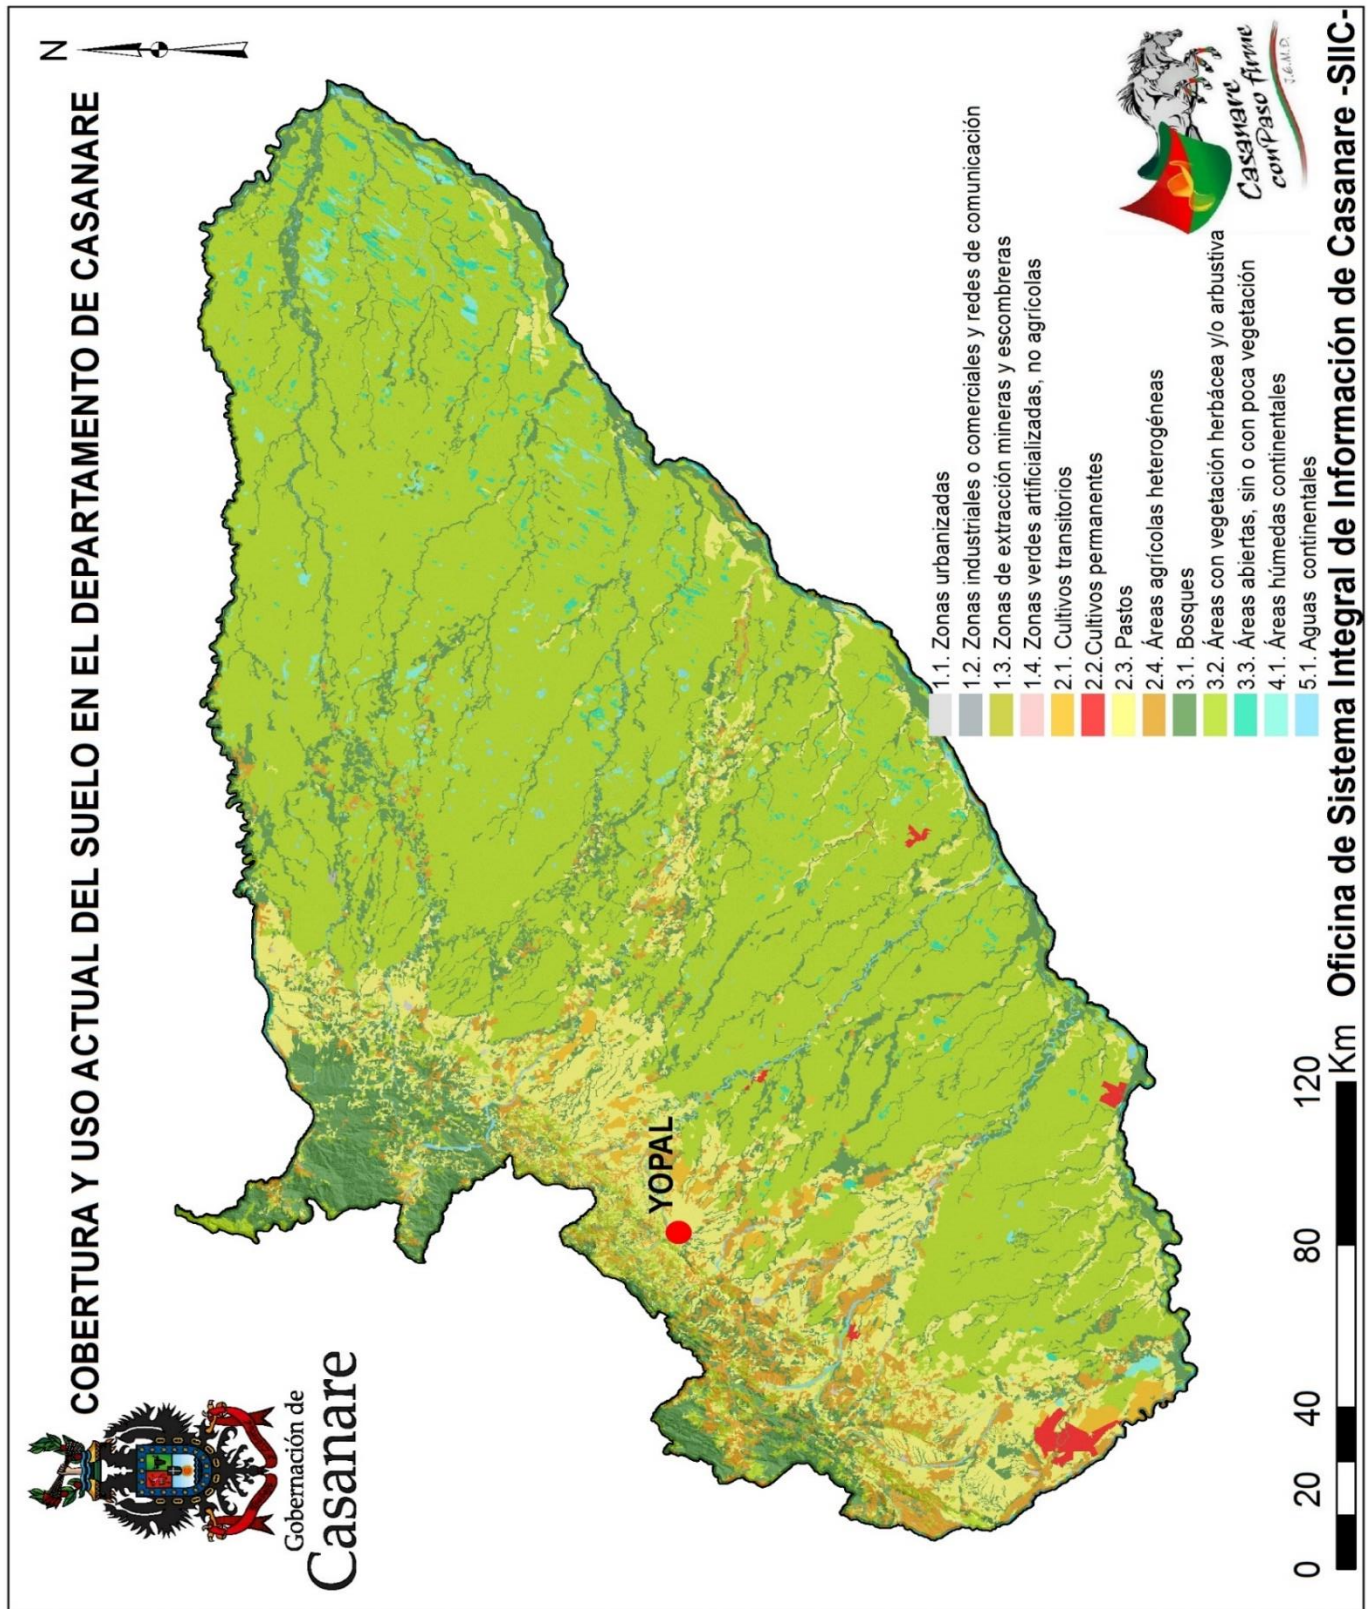 COBERTURA Y USO ACTUAL DEL SUELO EN EL DEPARTAMENTO DE CASANARE
N
Gobernación de
Casanare
YOPAL
1.1. Zonas urbanizadas
1.2. Zonas industriales o comerciales y redes de comunicación
1.3. Zonas de extracción mineras y escombreras
1.4. Zonas verdes artificializadas, no agrícolas
2.1. Cultivos transitorios
2.2.Cultivos permanentes
2.3. Pastos
2.4. Áreas agrícolas heterogéneas
3.1. Bosques
3.2. Áreas con vegetación herbácea y/o arbustiva
3.3. Áreas abiertas, sin o con poca vegetación
4.1. Áreas húmedas continentales
5.1. Aguas continentales
Casanare
con Paso firme
J.G.M.D.
0 20 40 80 120
Km
Oficina de Sistema Integral de Información de Casanare -SIIC-